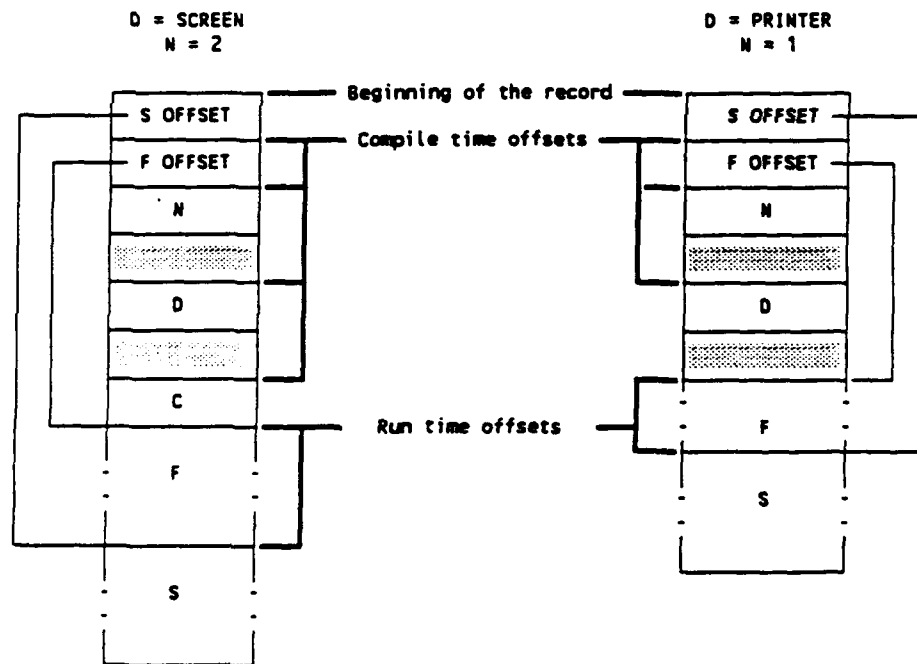 D = SCREEN
N = 2
D = PRINTER
N = 1
Beginning of the record
S OFFSET
S OFFSET
Compile time offsets
F OFFSET
F OFFSET
N
N
D
D
C
Run time offsets
F
F
S
S